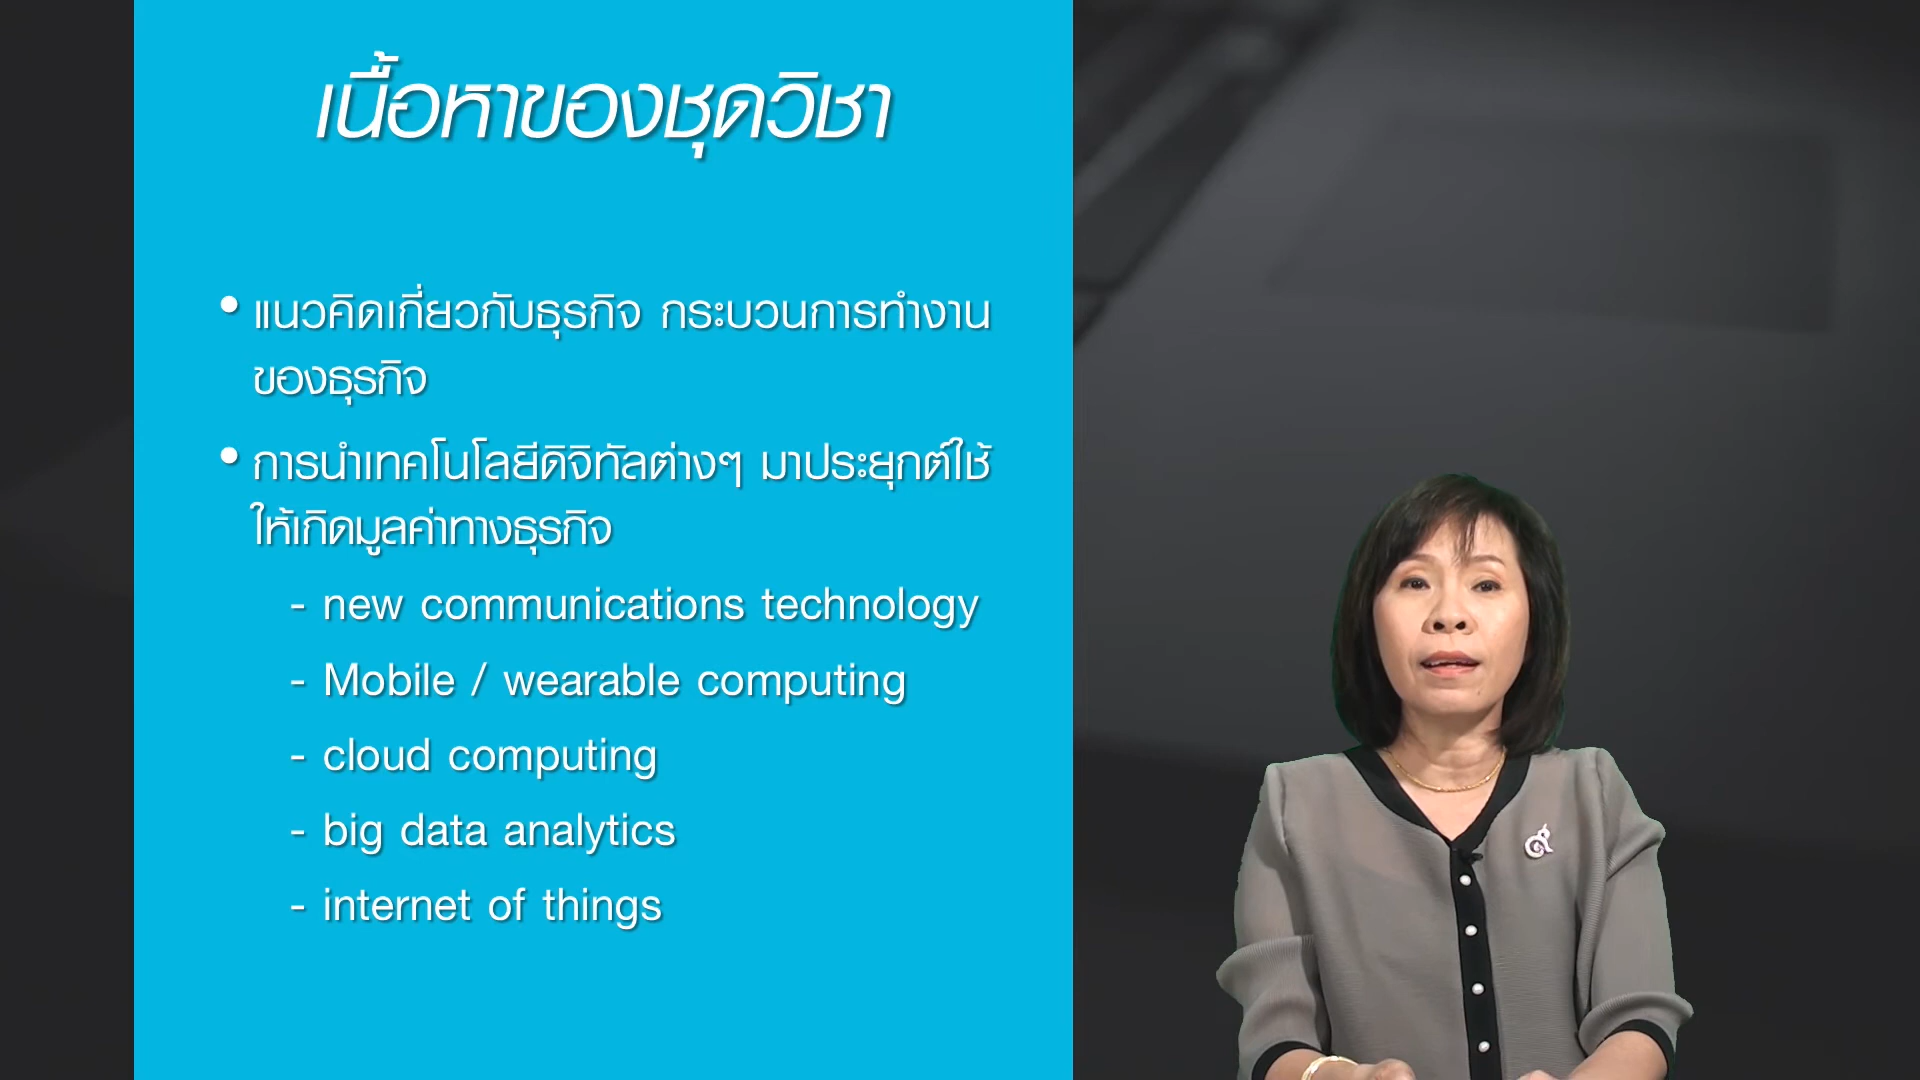 เนื้อหาของชุดวิชา
• แนวคิดเกี่ยวกับธุรกิจ กระบวนการทำงาน
ของธุรกิจ
• การนำเทคโนโลยีดิจิทัลต่างๆ มาประยุกต์ใช้
ให้เกิดมูลค่าทางธุรกิจ
- new communications technology
- Mobile / wearable computing
- cloud computing
- big data analytics
- internet of things